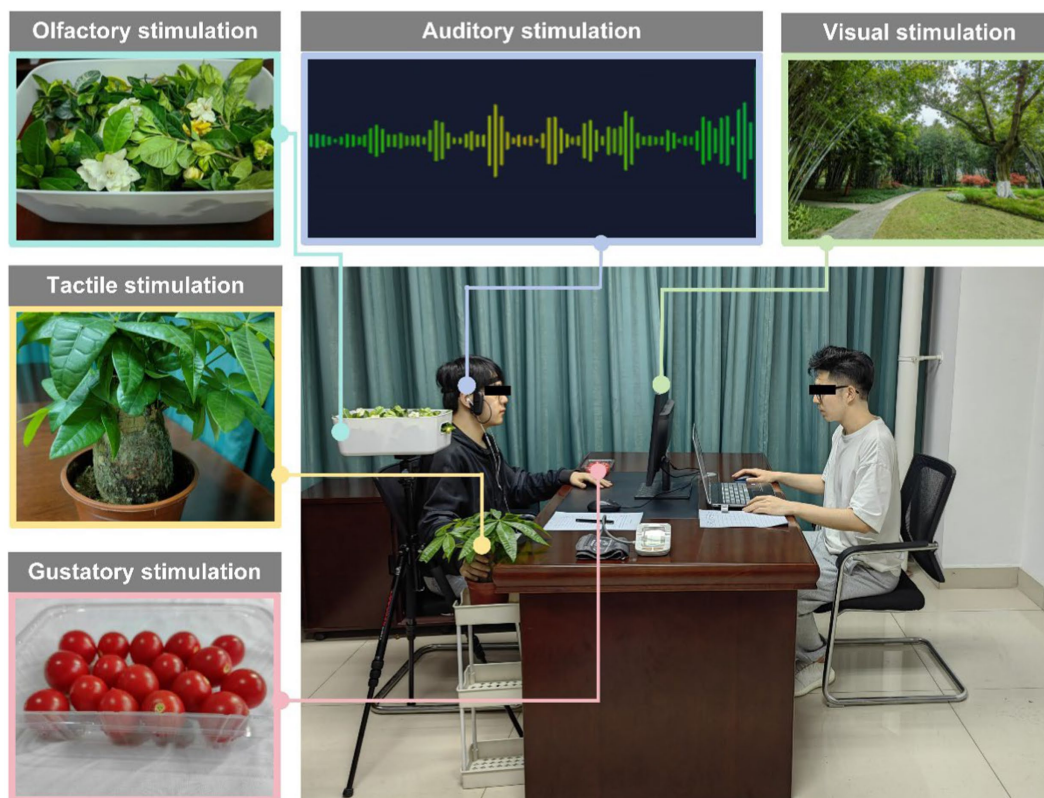 Olfactory stimulation
Auditory stimulation
Visual stimulation
Tactile stimulation
Gustatory stimulation